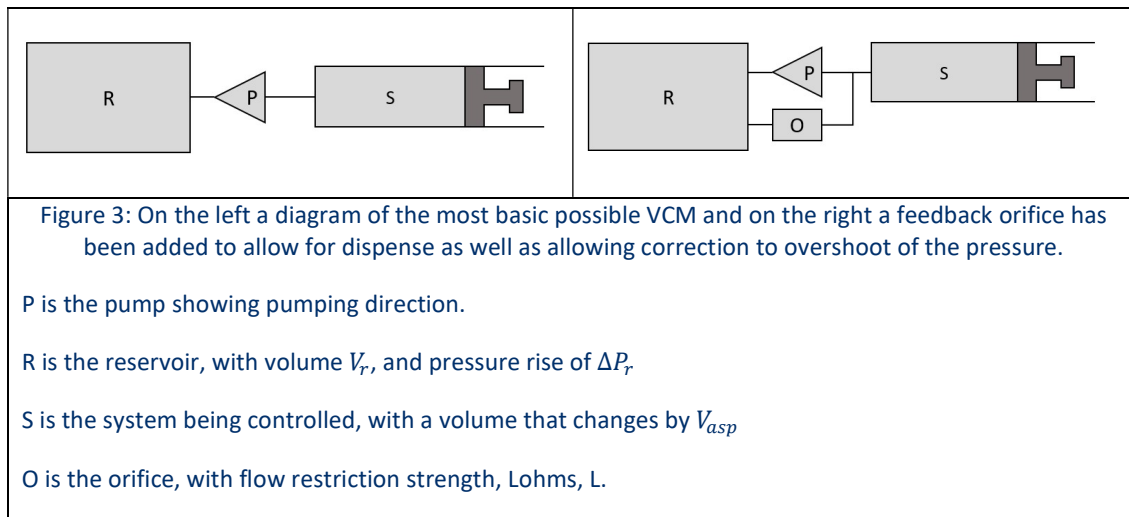 R
P
S
R
P
S
O
Figure 3: On the left a diagram of the most basic possible VCM and on the right a feedback orifice has
been added to allow for dispense as well as allowing correction to overshoot of the pressure.
P is the pump showing pumping direction.
R is the reservoir, with volume Vᵣ, and pressure rise of ΔPᵣ
S is the system being controlled, with a volume that changes by V_asp
O is the orifice, with flow restriction strength, Lohms, L.